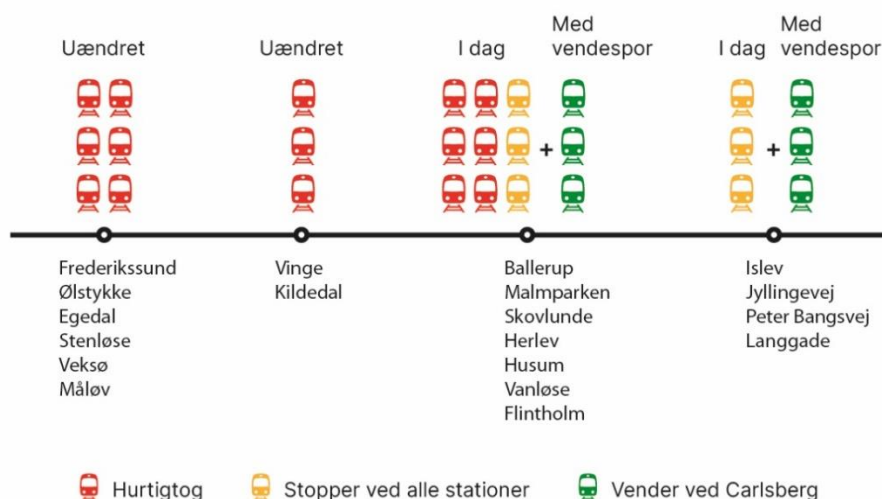 Uændret
Uændret
I dag
Med
vendespor
I dag
Med
vendespor
+
+
Frederikssund
Ølstykke
Egedal
Stenløse
Veksø
Måløv
Vinge
Kildedal
Ballerup
Malmparken
Skovlunde
Herlev
Husum
Vanløse
Flintholm
Islev
Jyllingevej
Peter Bangsvej
Langgade
Hurtigtog
Stopper ved alle stationer
Vender ved Carlsberg